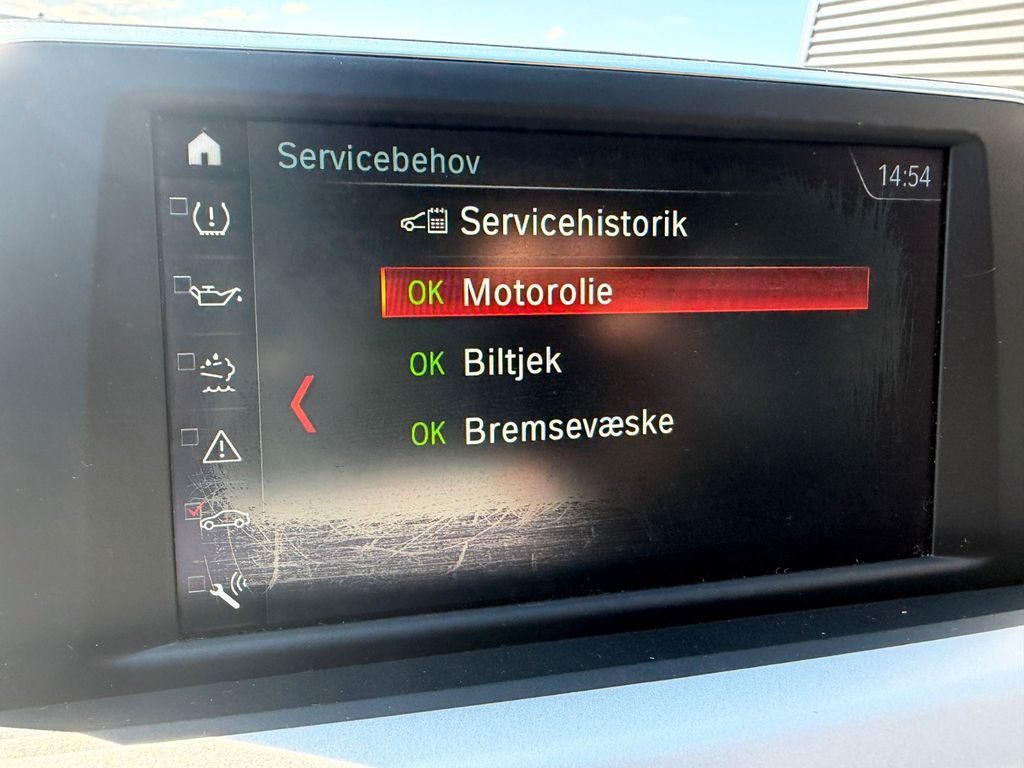 Servicebehov
14:54
Servicehistorik
OK Motorolie
OK Biltjek
OK Bremsevæske